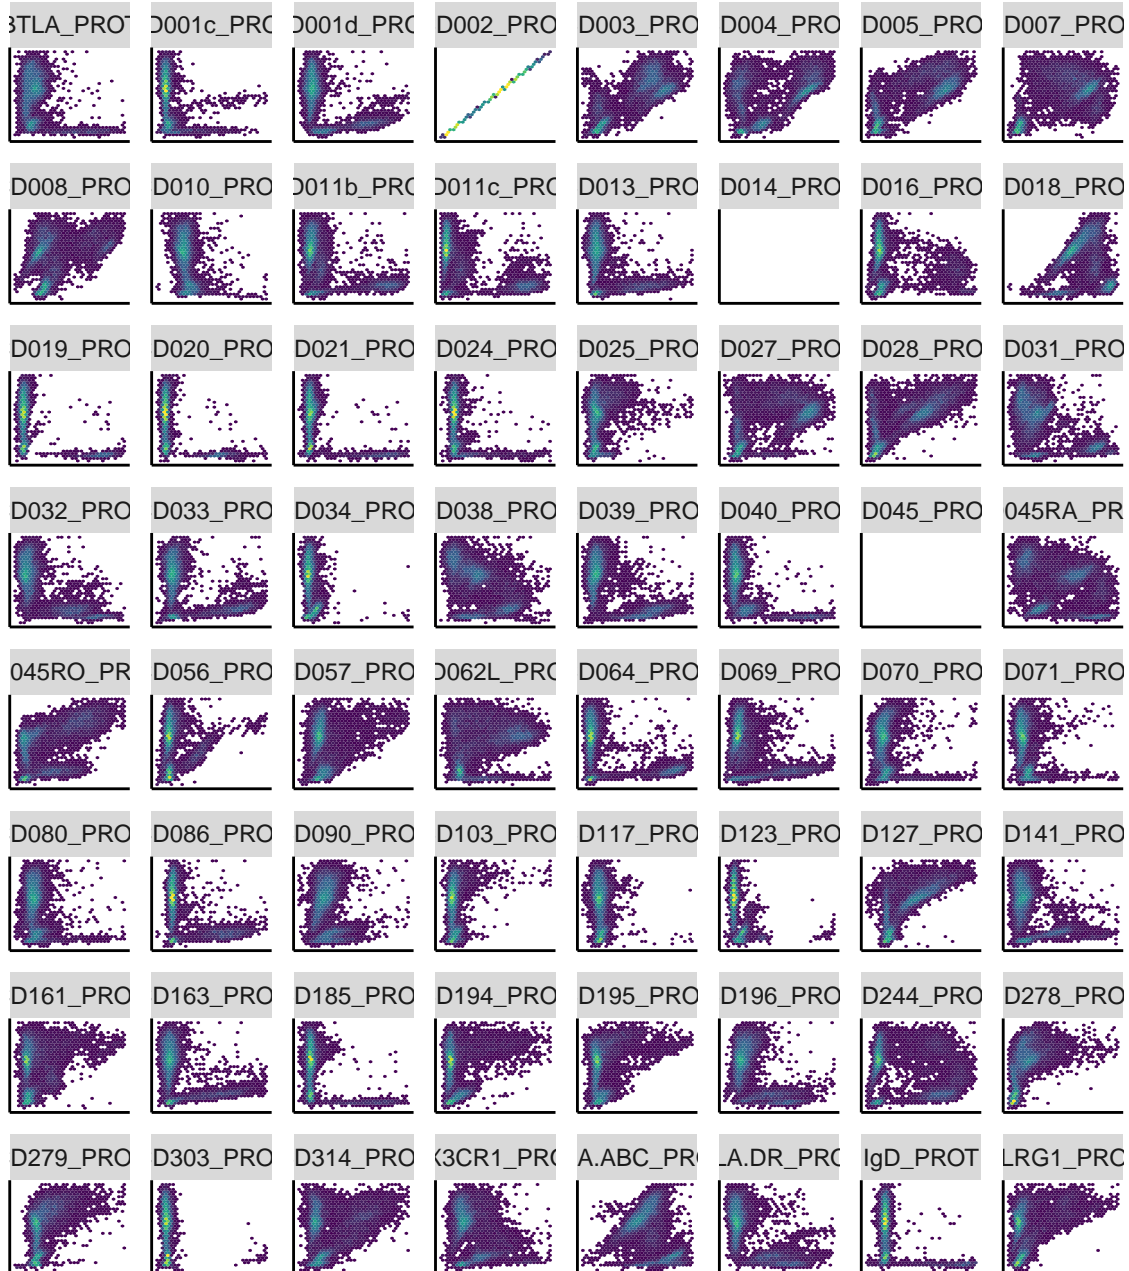 BTLA_PROT D001c_PRO D001d_PRO D002_PRO D003_PRO D004_PRO D005_PRO D007_PRO
D008_PRO D010_PRO D011b_PRO D011c_PRO D013_PRO D014_PRO D016_PRO D018_PRO
D019_PRO D020_PRO D021_PRO D024_PRO D025_PRO D027_PRO D028_PRO D031_PRO
D032_PRO D033_PRO D034_PRO D038_PRO D039_PRO D040_PRO D045_PRO 045RA_PR
045RO_PR D056_PRO D057_PRO D062L_PRO D064_PRO D069_PRO D070_PRO D071_PRO
D080_PRO D086_PRO D090_PRO D103_PRO D117_PRO D123_PRO D127_PRO D141_PRO
D161_PRO D163_PRO D185_PRO D194_PRO D195_PRO D196_PRO D244_PRO D278_PRO
D279_PRO D303_PRO D314_PRO X3CR1_PRO A.ABC_PRO LA.DR_PRO IgD_PROT LRG1_PRO